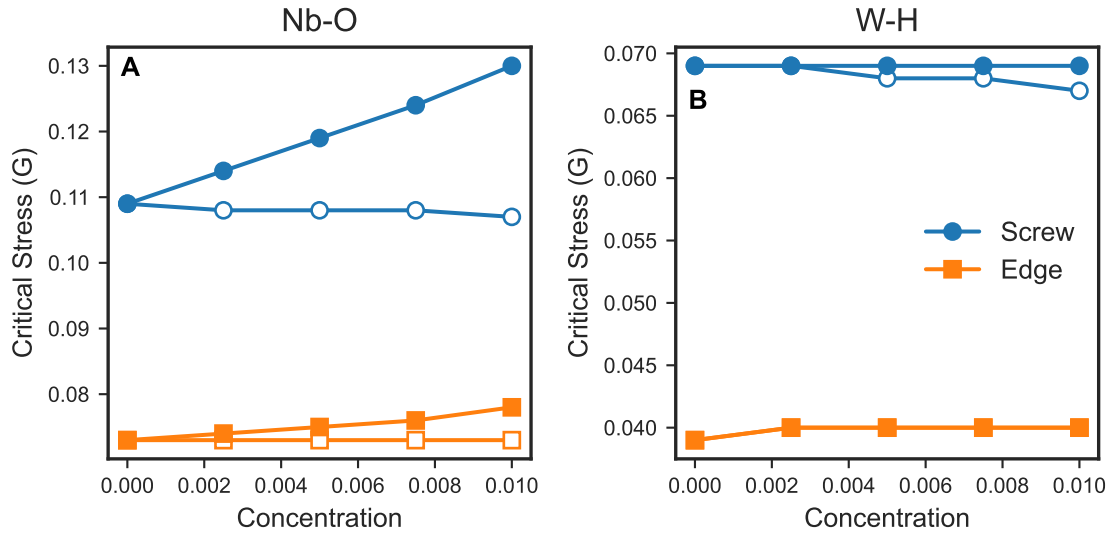 Nb-O
A
Critical Stress (G)
0.13
0.12
0.11
0.10
0.09
0.08
0.000 0.002 0.004 0.006 0.008 0.010
Concentration
W-H
B
Critical Stress (G)
0.070
0.065
0.060
0.055
0.050
0.045
0.040
Screw
Edge
0.000 0.002 0.004 0.006 0.008 0.010
Concentration